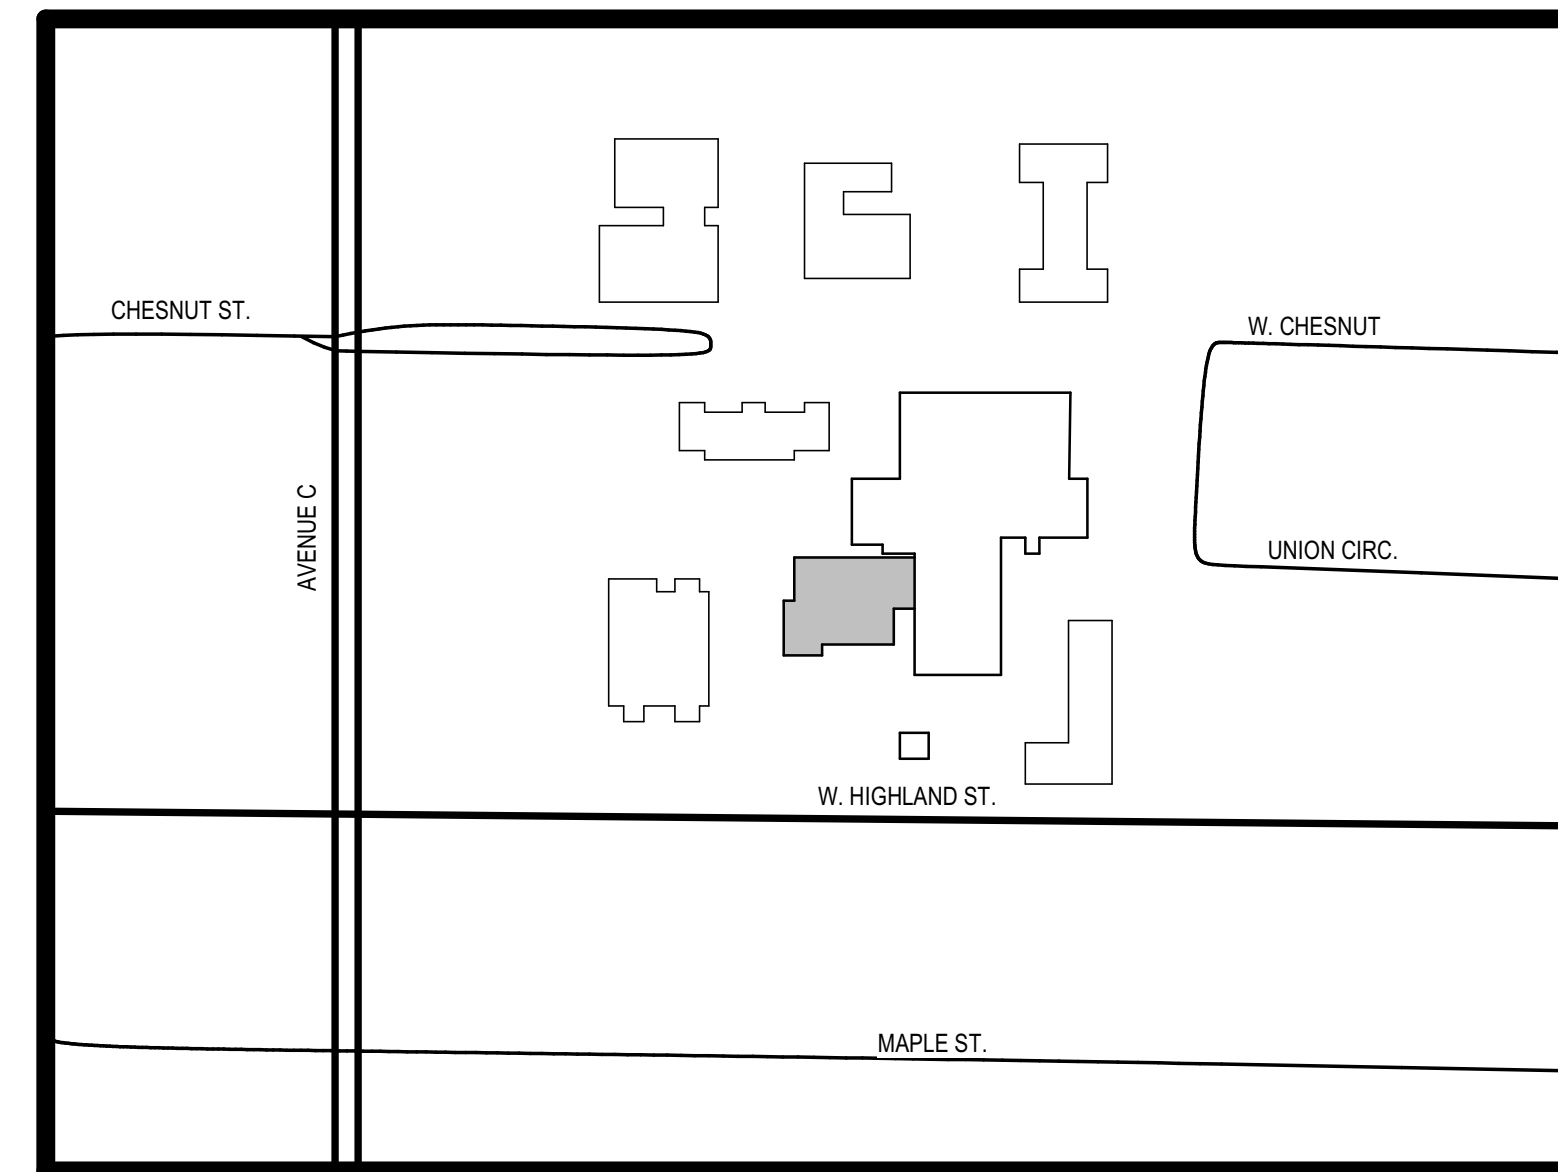 CHESNUT ST.
W. CHESNUT
AVENUE C
UNION CIRC.
W. HIGHLAND ST.
MAPLE ST.